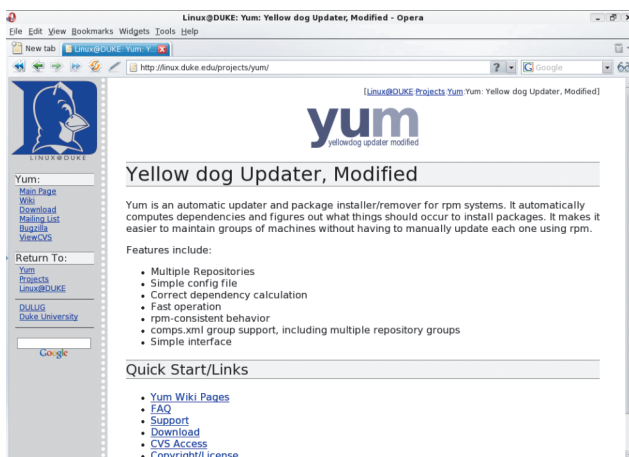 Linux@DUKE: Yum: Yellow dog Updater, Modified - Opera
File Edit View Bookmarks Widgets Tools Help
New tab Linux@DUKE: Yum: Y...
http://linux.duke.edu/projects/yum/ ? Google
[Linux@DUKE:Projects:Yum:Yum: Yellow dog Updater, Modified]
yum
yellowdog updater modified
LINUX@DUKE
Yum:
Main Page
Wiki
Download
Mailing List
Bugzilla
ViewCVS
Return To:
Yum
Projects
Linux@DUKE
DULUG
Duke University
Google
Yellow dog Updater, Modified
Yum is an automatic updater and package installer/remover for rpm systems. It automatically
computes dependencies and figures out what things should occur to install packages. It makes it
easier to maintain groups of machines without having to manually update each one using rpm.
Features include:
• Multiple Repositories
• Simple config file
• Correct dependency calculation
• Fast operation
• rpm-consistent behavior
• comps.xml group support, including multiple repository groups
• Simple interface
Quick Start/Links
• Yum Wiki Pages
• FAQ
• Support
• Download
• CVS Access
• Copyright/License